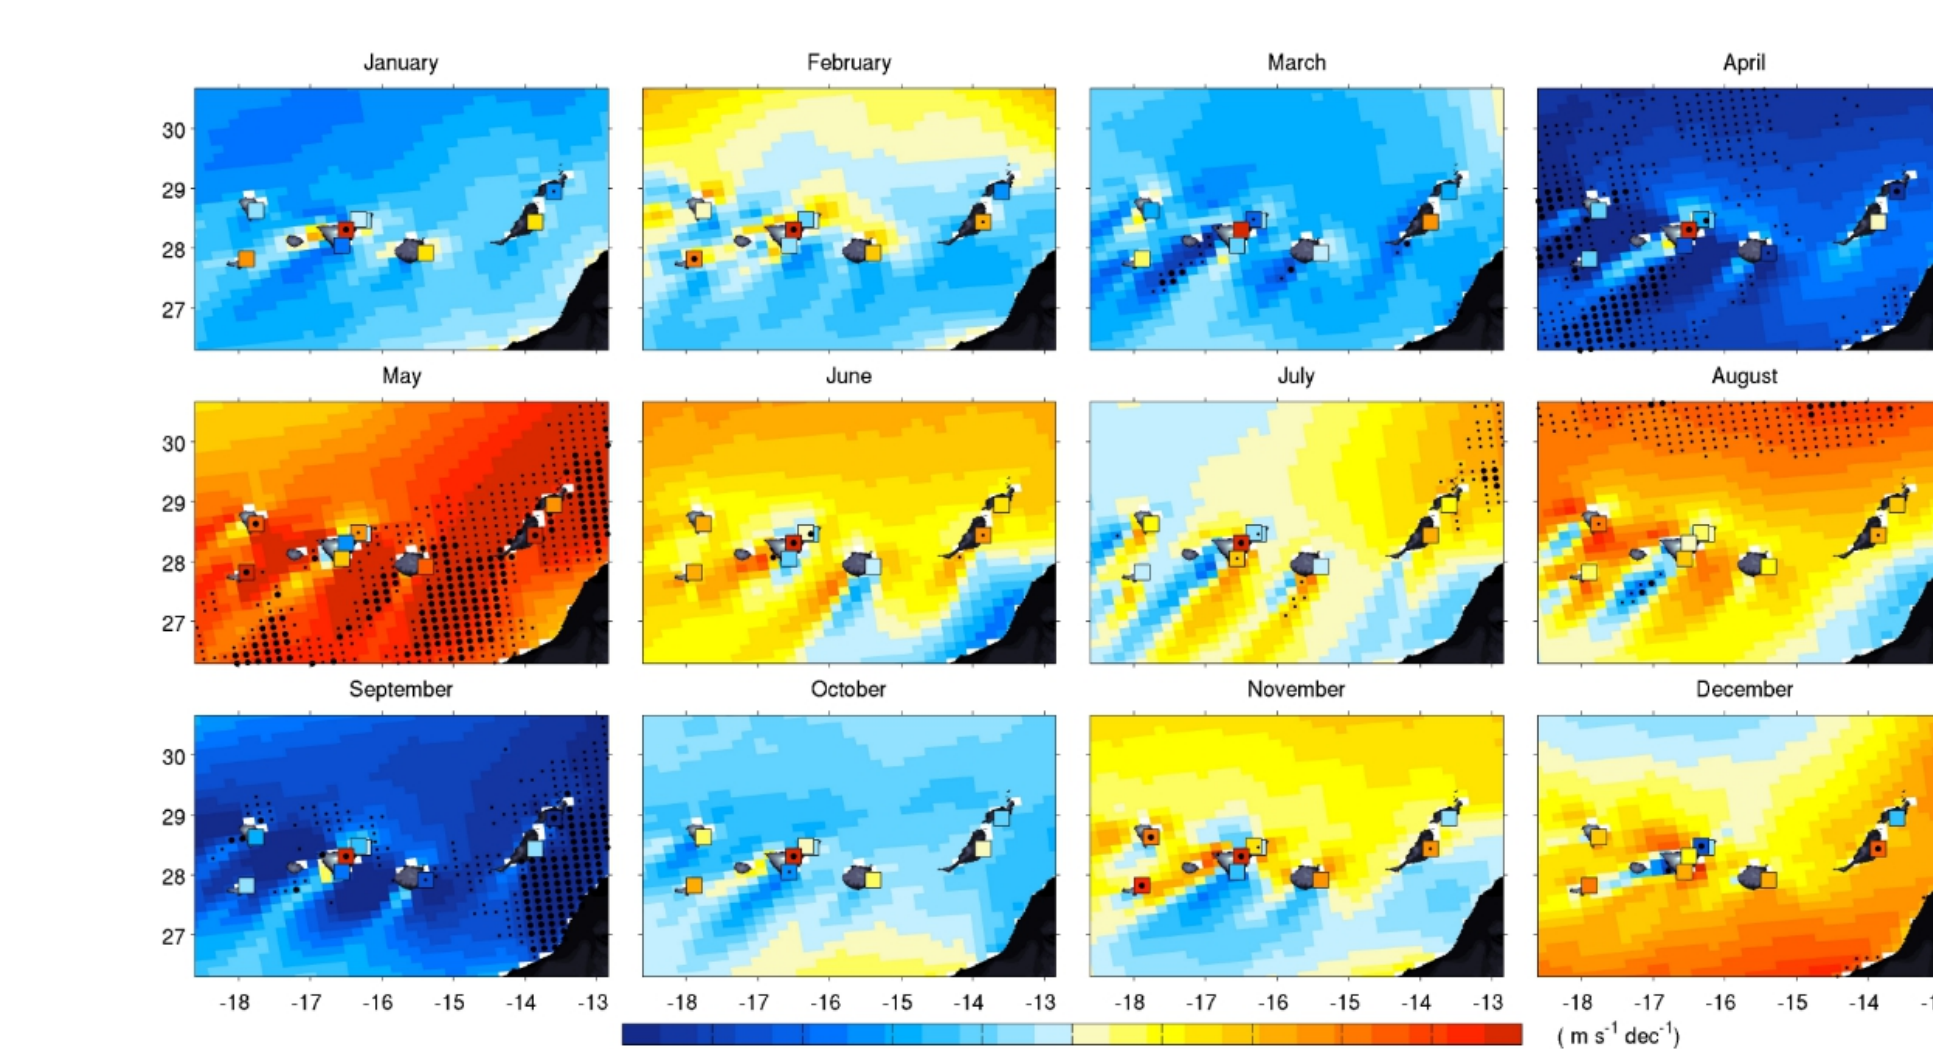 January February March April
30
29
28
27
May June July August
30
29
28
27
September October November December
30
29
28
27
-18 -17 -16 -15 -14 -13 -18 -17 -16 -15 -14 -13 -18 -17 -16 -15 -14 -13 -18 -17 -16 -15 -14
( m s⁻¹ dec⁻¹)